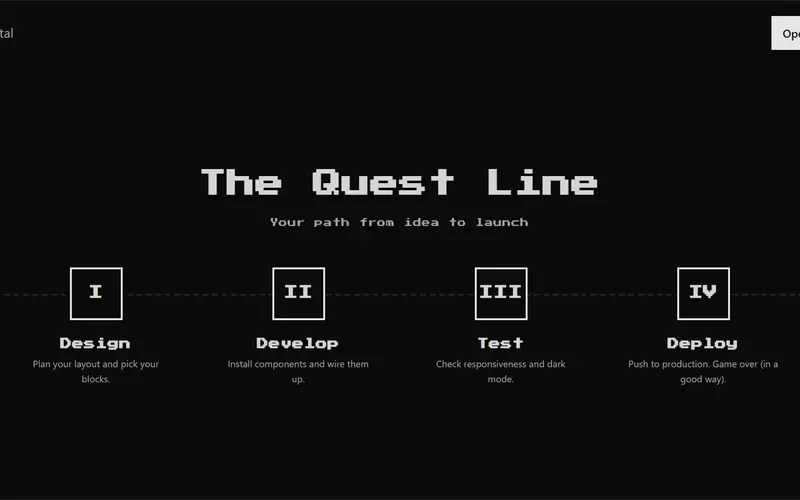 tal
Ope
The Quest Line
Your path from idea to launch
I
II
III
IV
Design
Plan your layout and pick your
blocks.
Develop
Install components and wire them
up.
Test
Check responsiveness and dark
mode.
Deploy
Push to production. Game over (in a
good way).